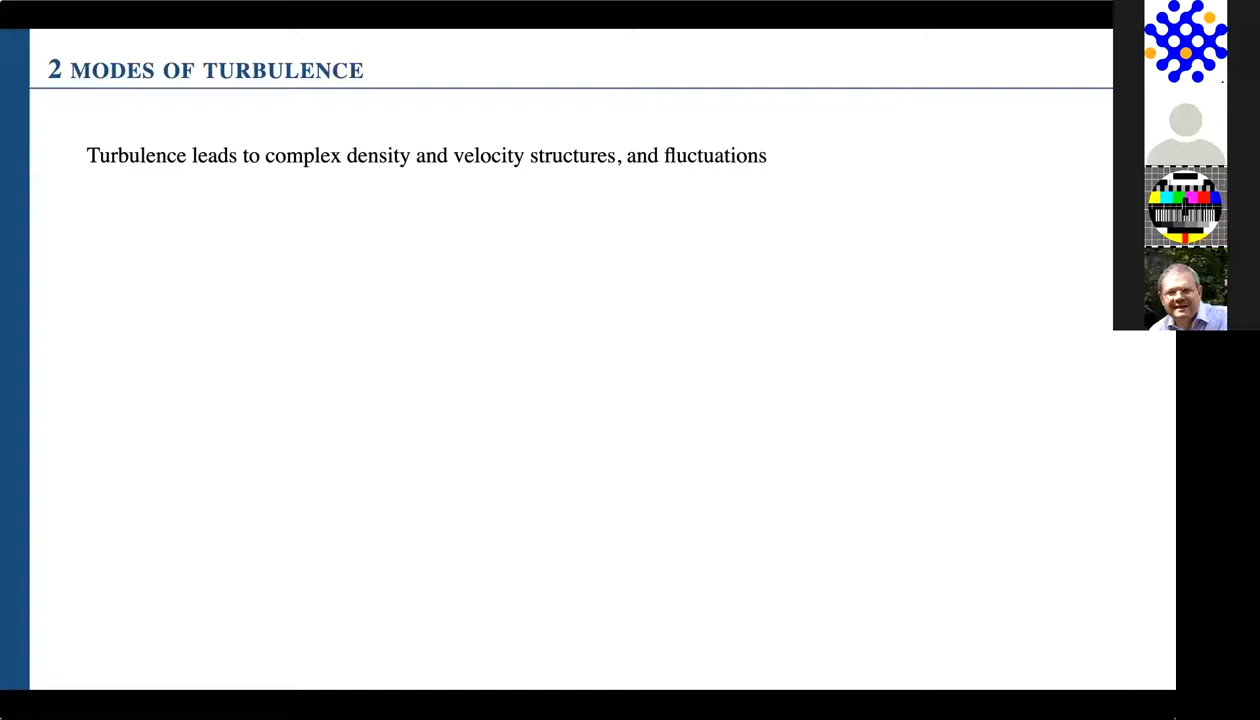 2 MODES OF TURBULENCE
Turbulence leads to complex density and velocity structures, and fluctuations